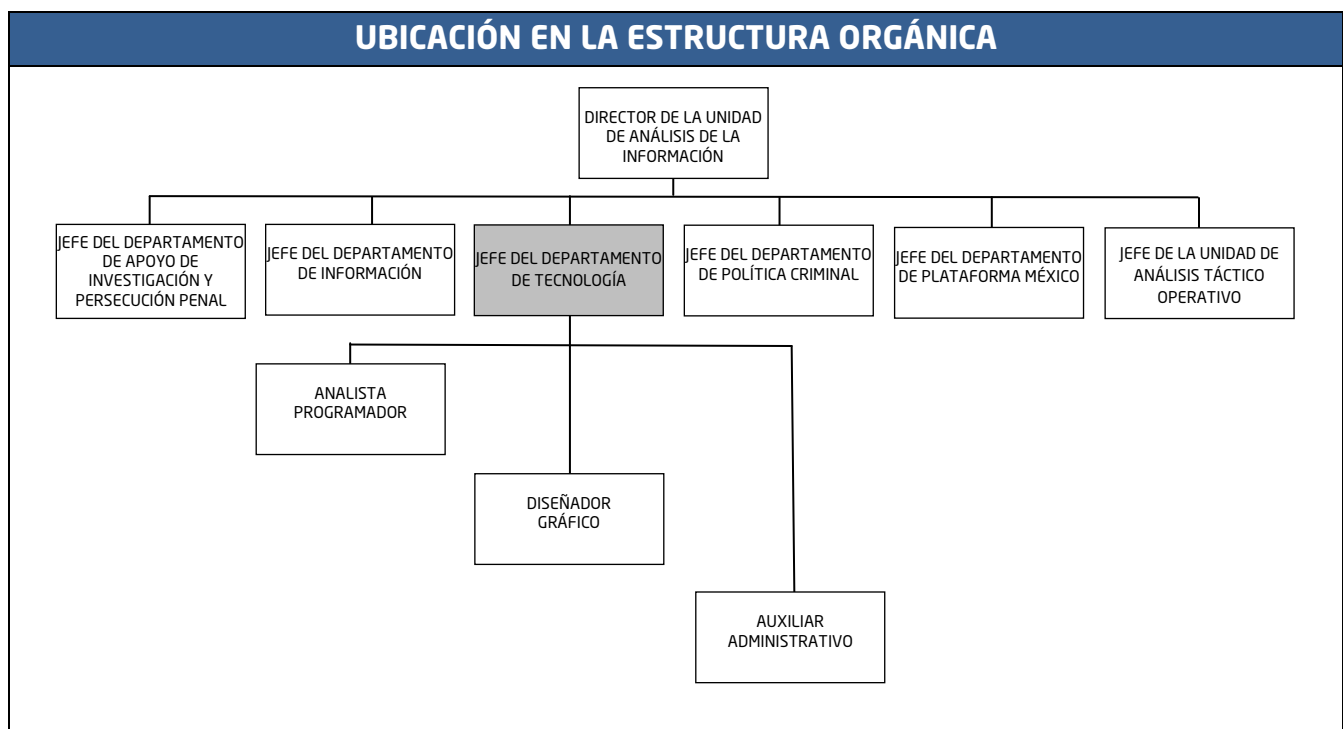 UBICACIÓN EN LA ESTRUCTURA ORGÁNICA
DIRECTOR DE LA UNIDAD
DE ANÁLISIS DE LA
INFORMACIÓN
JEFE DEL DEPARTAMENTO
DE APOYO DE
INVESTIGACIÓN Y
PERSECUCIÓN PENAL
JEFE DEL DEPARTAMENTO
DE INFORMACIÓN
JEFE DEL DEPARTAMENTO
DE TECNOLOGÍA
JEFE DEL DEPARTAMENTO
DE POLÍTICA CRIMINAL
JEFE DEL DEPARTAMENTO
DE PLATAFORMA MÉXICO
JEFE DE LA UNIDAD DE
ANÁLISIS TÁCTICO
OPERATIVO
ANALISTA
PROGRAMADOR
DISEÑADOR
GRÁFICO
AUXILIAR
ADMINISTRATIVO